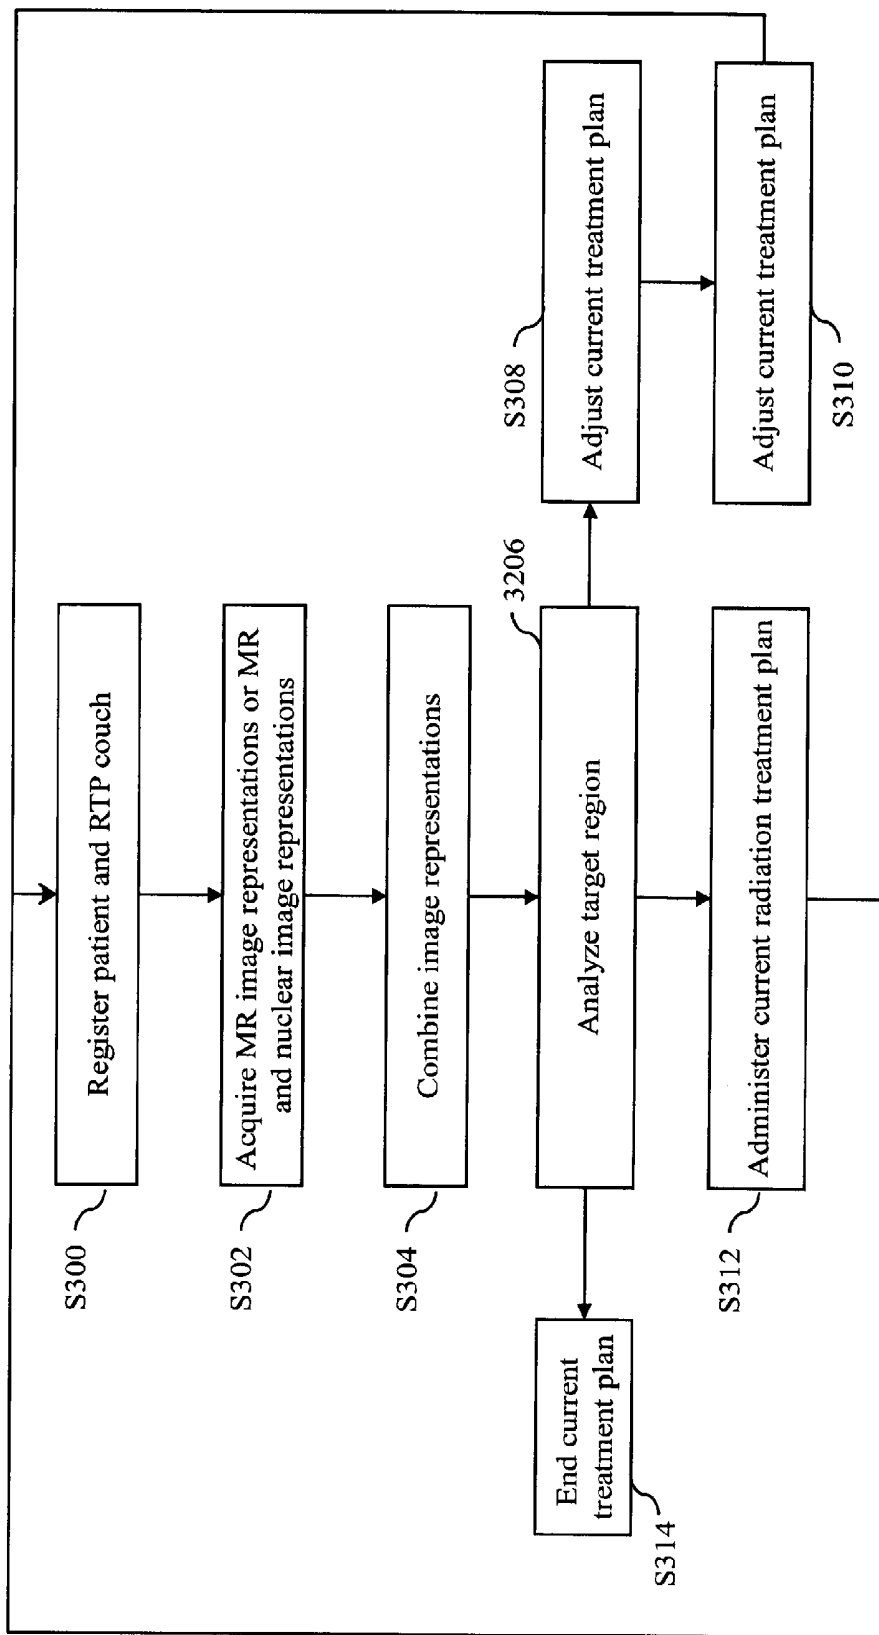 S300
Register patient and RTP couch
S302
Acquire MR image representations or MR
and nuclear image representations
S304
Combine image representations
3206
Analyze target region
S308
Adjust current treatment plan
S310
Adjust current treatment plan
S312
Administer current radiation treatment plan
End current
treatment plan
S314